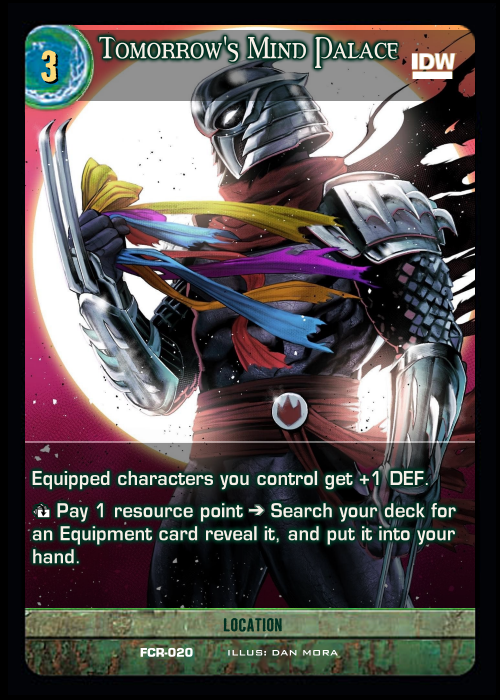 3
TOMORROW'S MIND PALACE
IDW
Equipped characters you control get +1 DEF.
Pay 1 resource point ➔ Search your deck for
an Equipment card reveal it, and put it into your
hand.
LOCATION
FCR-020 ILLUS: DAN MORA